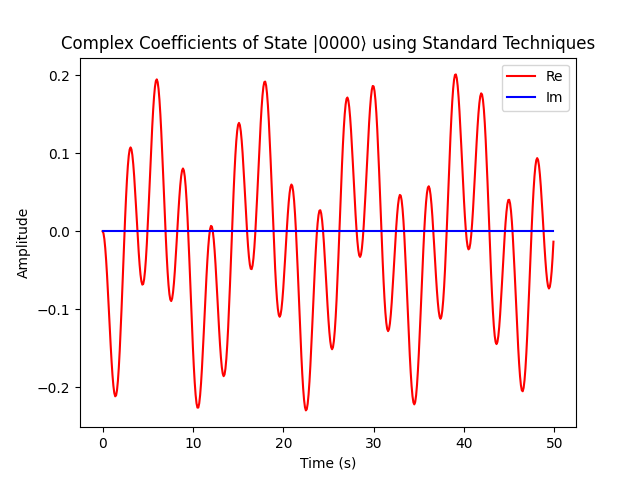 Complex Coefficients of State |0000⟩ using Standard Techniques
Re
Im
0.2
0.1
0.0
−0.1
−0.2
Amplitude
0 10 20 30 40 50
Time (s)